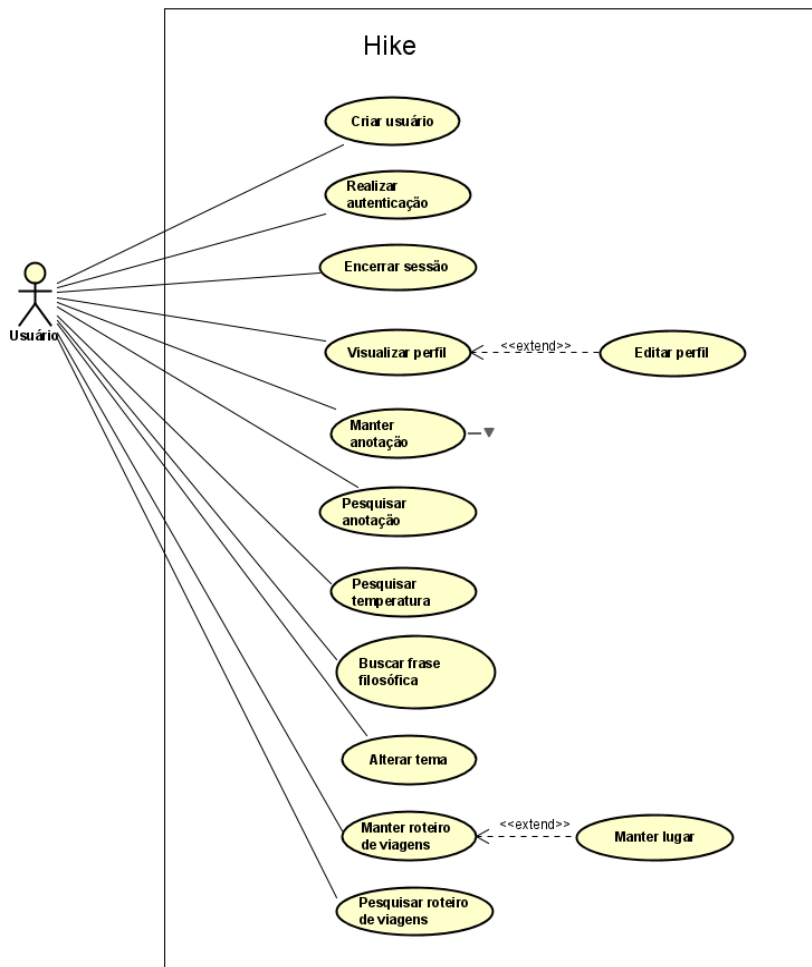 Hike
Criar usuário
Realizar
autenticação
Encerrar sessão
Usuário
Visualizar perfil
<<extend>>
Editar perfil
Manter
anotação
Pesquisar
anotação
Pesquisar
temperatura
Buscar frase
filosófica
Alterar tema
Manter roteiro
de viagens
<<extend>>
Manter lugar
Pesquisar roteiro
de viagens